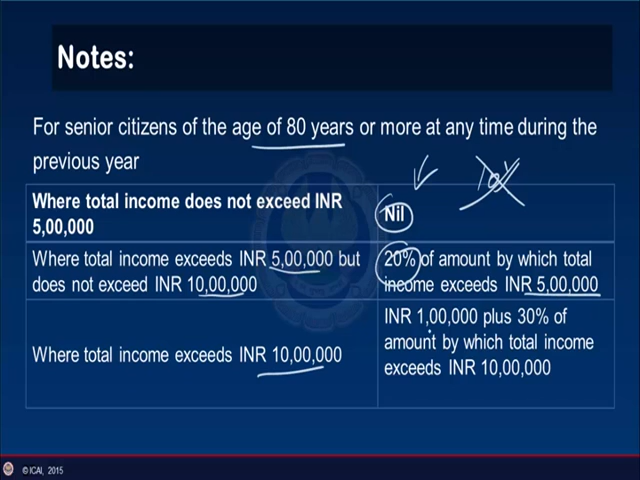 Notes:
For senior citizens of the age of 80 years or more at any time during the
previous year
Where total income does not exceed INR
5,00,000
Nil
Where total income exceeds INR 5,00,000 but
does not exceed INR 10,00,000
20% of amount by which total
income exceeds INR 5,00,000
Where total income exceeds INR 10,00,000
INR 1,00,000 plus 30% of
amount by which total income
exceeds INR 10,00,000
© ICAI, 2015